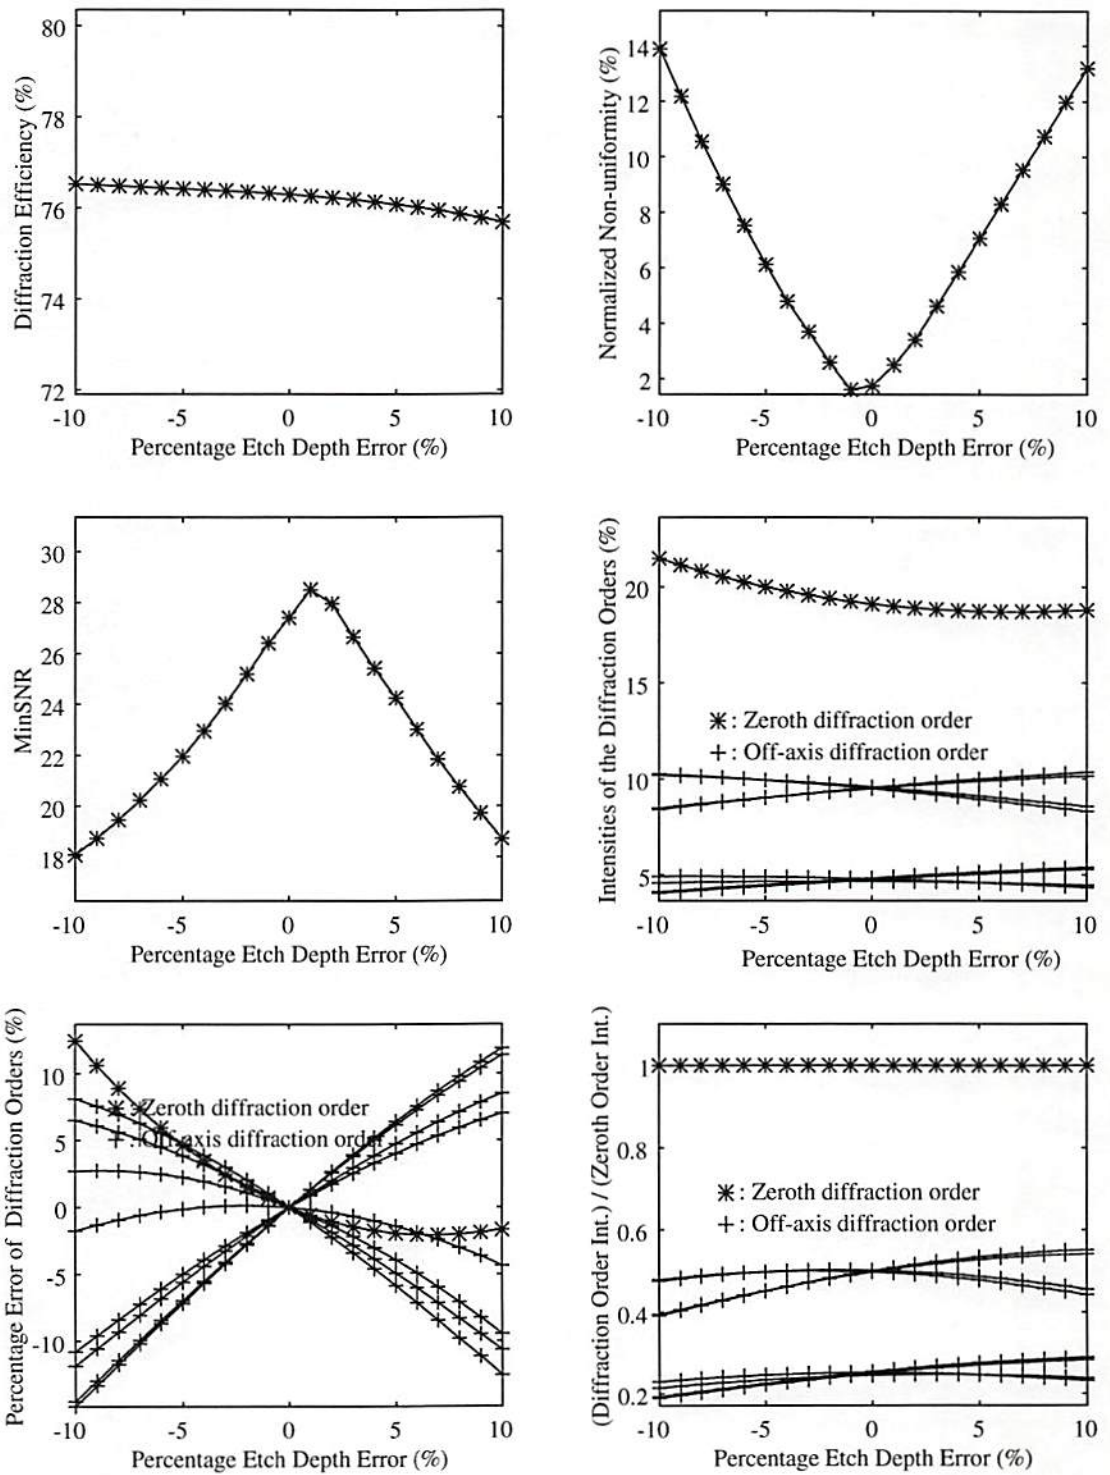 80
78
76
74
72
Diffraction Efficiency (%)
-10 -5 0 5 10
Percentage Etch Depth Error (%)
14
12
10
8
6
4
2
Normalized Non-uniformity (%)
-10 -5 0 5 10
Percentage Etch Depth Error (%)
30
28
26
24
22
20
18
MinSNR
-10 -5 0 5 10
Percentage Etch Depth Error (%)
20
15
10
5
Intensities of the Diffraction Orders (%)
: Zeroth diffraction order
: Off-axis diffraction order
-10 -5 0 5 10
Percentage Etch Depth Error (%)
10
5
0
-5
-10
Percentage Error of Diffraction Orders (%)
: Zeroth diffraction order
: Off-axis diffraction order
-10 -5 0 5 10
Percentage Etch Depth Error (%)
1
0.8
0.6
0.4
0.2
(Diffraction Order Int.) / (Zeroth Order Int.)
: Zeroth diffraction order
: Off-axis diffraction order
-10 -5 0 5 10
Percentage Etch Depth Error (%)